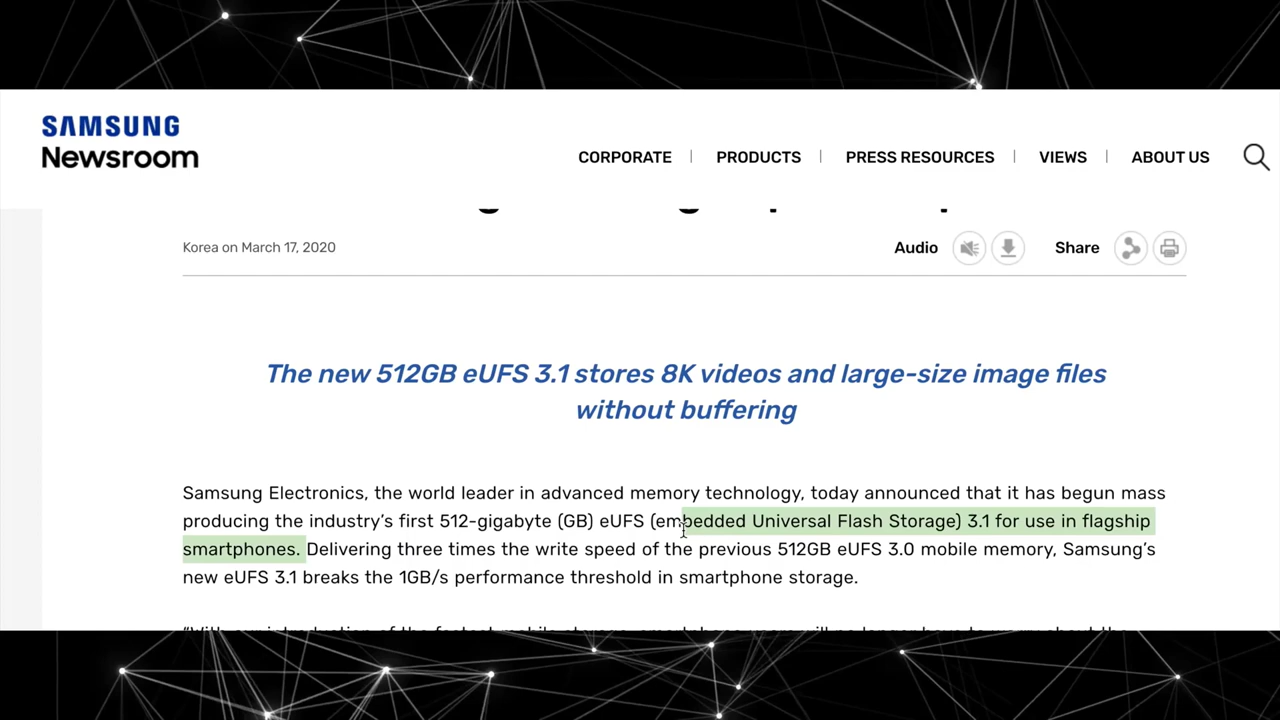 SAMSUNG
Newsroom
CORPORATE
PRODUCTS
PRESS RESOURCES
VIEWS
ABOUT US
Korea on March 17, 2020
Audio
Share
The new 512GB eUFS 3.1 stores 8K videos and large-size image files
without buffering
Samsung Electronics, the world leader in advanced memory technology, today announced that it has begun mass
producing the industry’s first 512-gigabyte (GB) eUFS (embedded Universal Flash Storage) 3.1 for use in flagship
smartphones. Delivering three times the write speed of the previous 512GB eUFS 3.0 mobile memory, Samsung’s
new eUFS 3.1 breaks the 1GB/s performance threshold in smartphone storage.